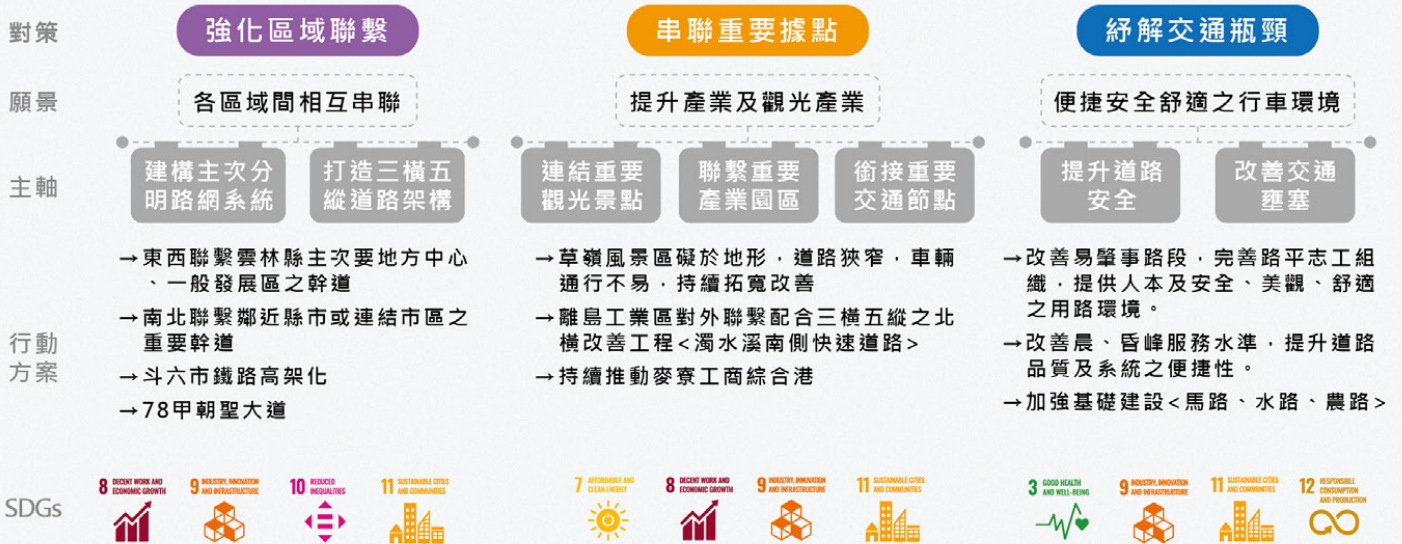 對策
強化區域聯繫
串聯重要據點
紓解交通瓶頸
願景
各區域間相互串聯
提升產業及觀光產業
便捷安全舒適之行車環境
主軸
建構主次分
明路網系統
打造三橫五
縱道路架構
連結重要
觀光景點
聯繫重要
產業園區
銜接重要
交通節點
提升道路
安全
改善交通
壅塞
行動
方案
→東西聯繫雲林縣主次要地方中心
、一般發展區之幹道
→南北聯繫鄰近縣市或連結市區之
重要幹道
→斗六市鐵路高架化
→78甲朝聖大道
→草嶺風景區礙於地形，道路狹窄，車輛
通行不易，持續拓寬改善
→離島工業區對外聯繫配合三橫五縱之北
橫改善工程<濁水溪南側快速道路>
→持續推動麥寮工商綜合港
→改善易肇事路段，完善路平志工組
織，提供人本及安全、美觀、舒適
之用路環境。
→改善晨、昏峰服務水準，提升道路
品質及系統之便捷性。
→加強基礎建設<馬路、水路、農路>
SDGs
8 DECENT WORK AND
ECONOMIC GROWTH
9 INDUSTRY, INNOVATION
AND INFRASTRUCTURE
10 REDUCED
INEQUALITIES
11 SUSTAINABLE CITIES
AND COMMUNITIES
7 AFFORDABLE AND
CLEAN ENERGY
8 DECENT WORK AND
ECONOMIC GROWTH
9 INDUSTRY, INNOVATION
AND INFRASTRUCTURE
11 SUSTAINABLE CITIES
AND COMMUNITIES
3 GOOD HEALTH
AND WELL-BEING
9 INDUSTRY, INNOVATION
AND INFRASTRUCTURE
11 SUSTAINABLE CITIES
AND COMMUNITIES
12 RESPONSIBLE
CONSUMPTION
AND PRODUCTION